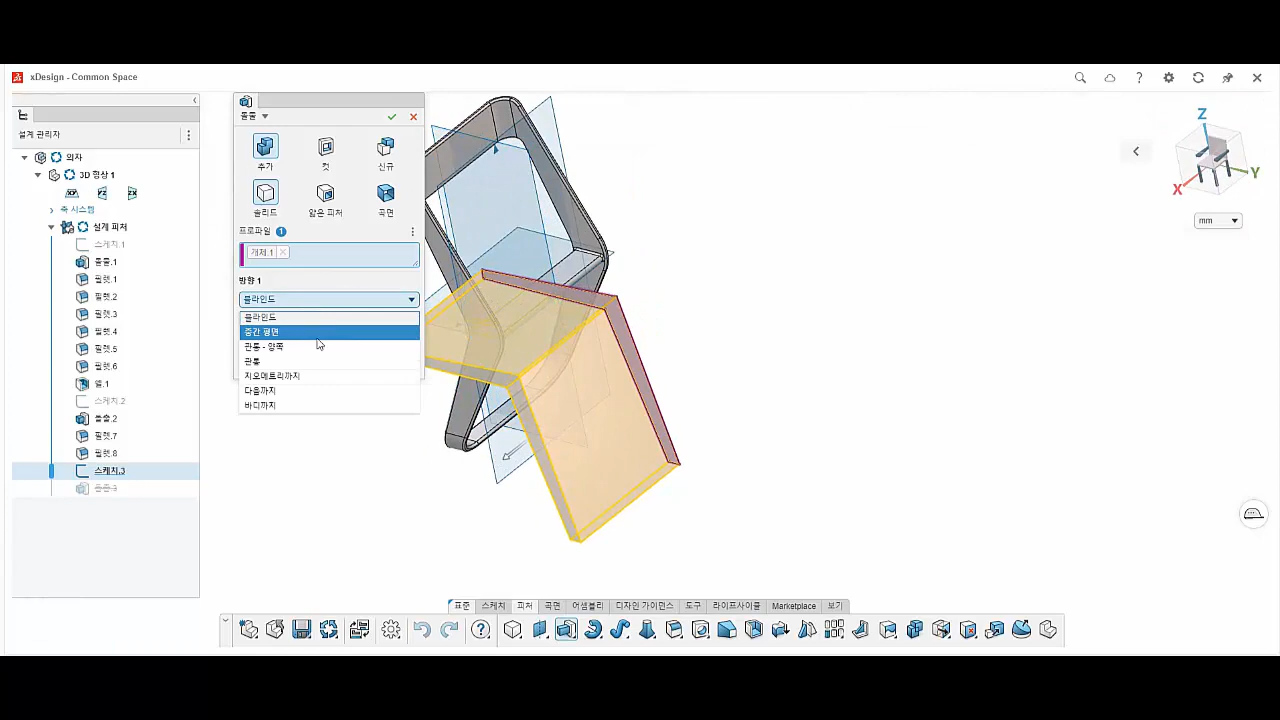 xDesign - Common Space
설계 관리자
의자
3D 형상 1
축 시스템
설계 피처
스케치.1
돌출.1
필렛.1
필렛.2
필렛.3
필렛.4
필렛.5
필렛.6
쉘.1
스케치.2
돌출.2
필렛.7
필렛.8
스케치.3
돌출.3
돌출
추가
컷
신규
솔리드
얇은 피처
곡면
프로파일 1
개체.1
방향 1
블라인드
블라인드
중간 평면
관통 - 양쪽
관통
지오메트리까지
다음까지
바디까지
Z
X
Y
mm
표준 스케치 피처 곡면 어셈블리 디자인 가이던스 도구 라이프사이클 Marketplace 보기